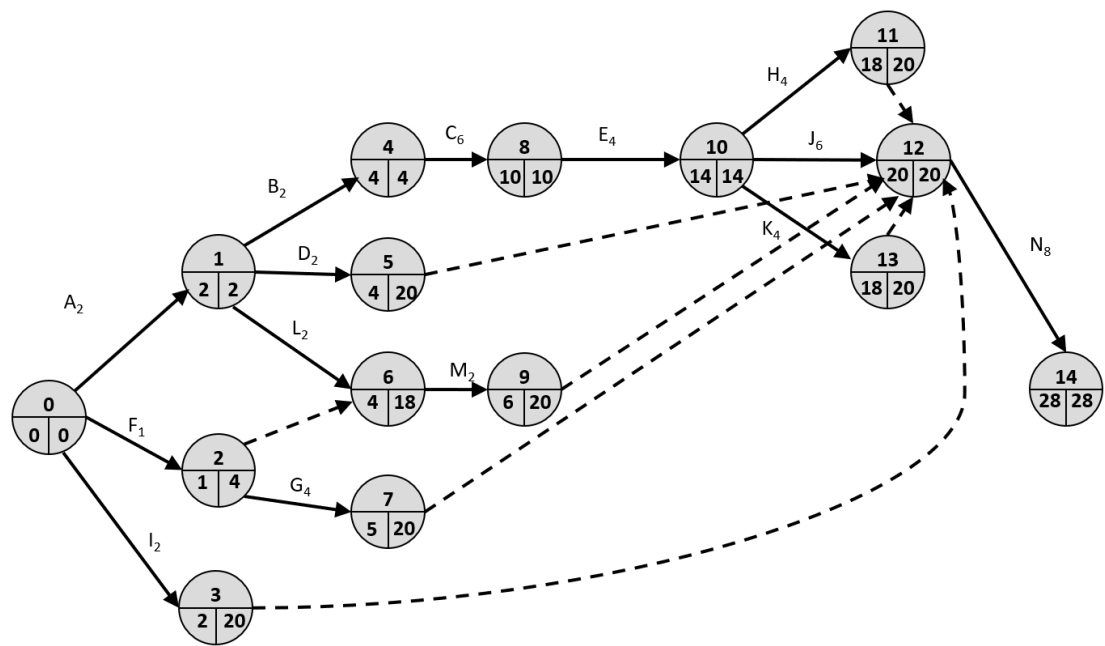 11
18 20
H₄
4
4 4
C₆
8
10 10
E₄
10
14 14
J₆
12
20 20
B₂
K₄
1
2 2
D₂
5
4 20
13
18 20
N₈
A₂
L₂
6
4 18
M₂
9
6 20
14
28 28
0
0 0
F₁
2
1 4
G₄
7
5 20
I₂
3
2 20